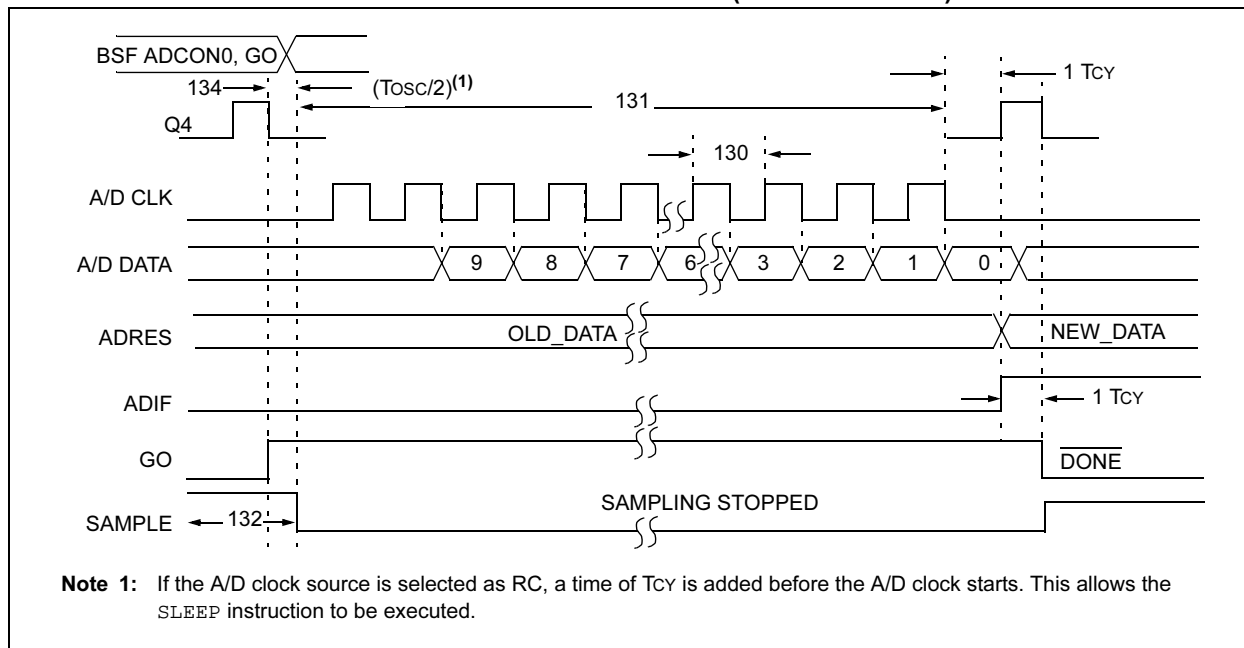 BSF ADCON0, GO
134 (TOSC/2)(1) 131 1 TCY
Q4
130
A/D CLK
A/D DATA 9 8 7 6 3 2 1 0
ADRES OLD_DATA NEW_DATA
ADIF 1 TCY
GO DONE
SAMPLE 132 SAMPLING STOPPED
Note 1: If the A/D clock source is selected as RC, a time of TCY is added before the A/D clock starts. This allows the
SLEEP instruction to be executed.